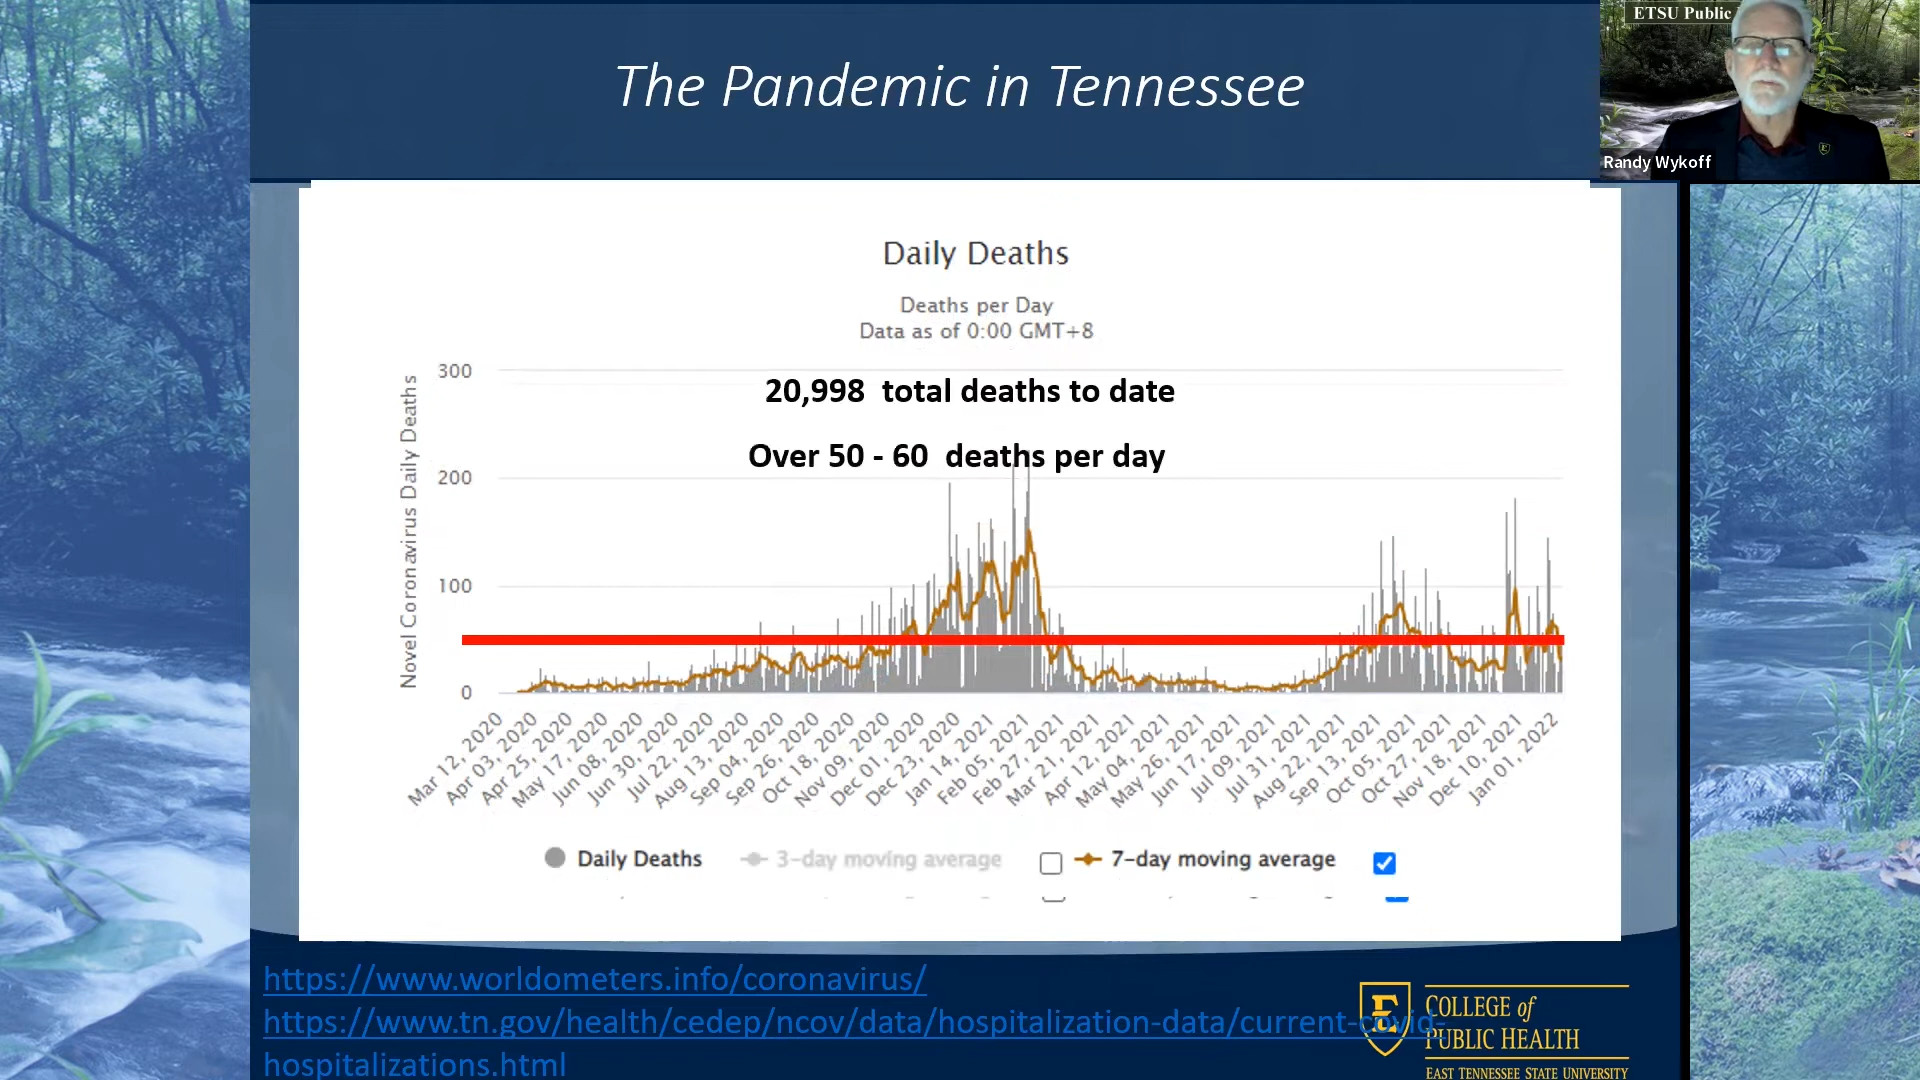 The Pandemic in Tennessee
ETSU Public
Randy Wykoff
Daily Deaths
Deaths per Day
Data as of 0:00 GMT+8
20,998 total deaths to date
Over 50 - 60 deaths per day
Novel Coronavirus Daily Deaths
300
200
100
0
Mar 12, 2020
Apr 03, 2020
Apr 25, 2020
May 17, 2020
Jun 08, 2020
Jun 30, 2020
Jul 22, 2020
Aug 13, 2020
Sep 04, 2020
Sep 26, 2020
Oct 18, 2020
Nov 09, 2020
Dec 01, 2020
Dec 23, 2020
Jan 14, 2021
Feb 05, 2021
Feb 27, 2021
Mar 21, 2021
Apr 12, 2021
May 04, 2021
May 26, 2021
Jun 17, 2021
Jul 09, 2021
Jul 31, 2021
Aug 22, 2021
Sep 13, 2021
Oct 05, 2021
Oct 27, 2021
Nov 18, 2021
Dec 10, 2021
Jan 01, 2022
Daily Deaths 3-day moving average 7-day moving average
https://www.worldometers.info/coronavirus/
https://www.tn.gov/health/cedep/ncov/data/hospitalization-data/current-covid-
hospitalizations.html
E
COLLEGE of
PUBLIC HEALTH
EAST TENNESSEE STATE UNIVERSITY